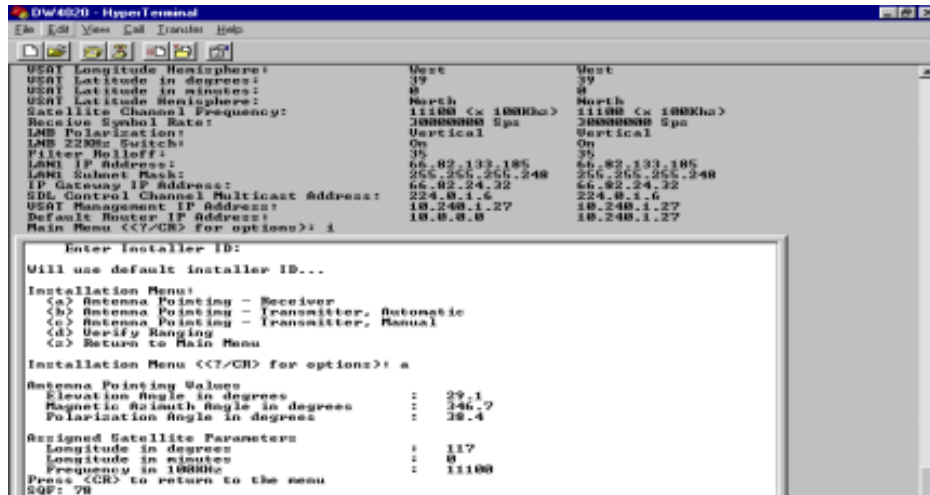 DW4020 - HyperTerminal
File Edit View Call Transfer Help
VSAT Longitude Hemisphere: West West
VSAT Latitude in degrees: 39 39
VSAT Latitude in minutes: 0 0
VSAT Latitude Hemisphere: North North
Satellite Channel Frequency: 11100 (x 100Khz) 11100 (x 100Khz)
Receive Symbol Rate: 30000000 Sps 30000000 Sps
LNB Polarization: Vertical Vertical
LNB 22KHz Switch: On On
Filter Rolloff: 35 35
LAN1 IP Address: 66.82.133.185 66.82.133.185
LAN1 Subnet Mask: 255.255.255.248 255.255.255.248
IP Gateway IP Address: 66.82.24.32 66.82.24.32
SDL Control Channel Multicast Address: 224.0.1.6 224.0.1.6
VSAT Management IP Address: 10.240.1.27 10.240.1.27
Default Router IP Address: 10.0.0.0 10.240.1.27
Main Menu (<?/CR> for options): i
Enter Installer ID:
Will use default installer ID...
Installation Menu:
(a) Antenna Pointing - Receiver
(b) Antenna Pointing - Transmitter, Automatic
(c) Antenna Pointing - Transmitter, Manual
(d) Verify Ranging
(z) Return to Main Menu
Installation Menu (<?/CR> for options): a
Antenna Pointing Values
Elevation Angle in degrees : 29.1
Magnetic Azimuth Angle in degrees : 346.7
Polarization Angle in degrees : 38.4
Assigned Satellite Parameters
Longitude in degrees : 117
Longitude in minutes : 0
Frequency in 100KHz : 11100
Press <CR> to return to the menu
SQF: 78